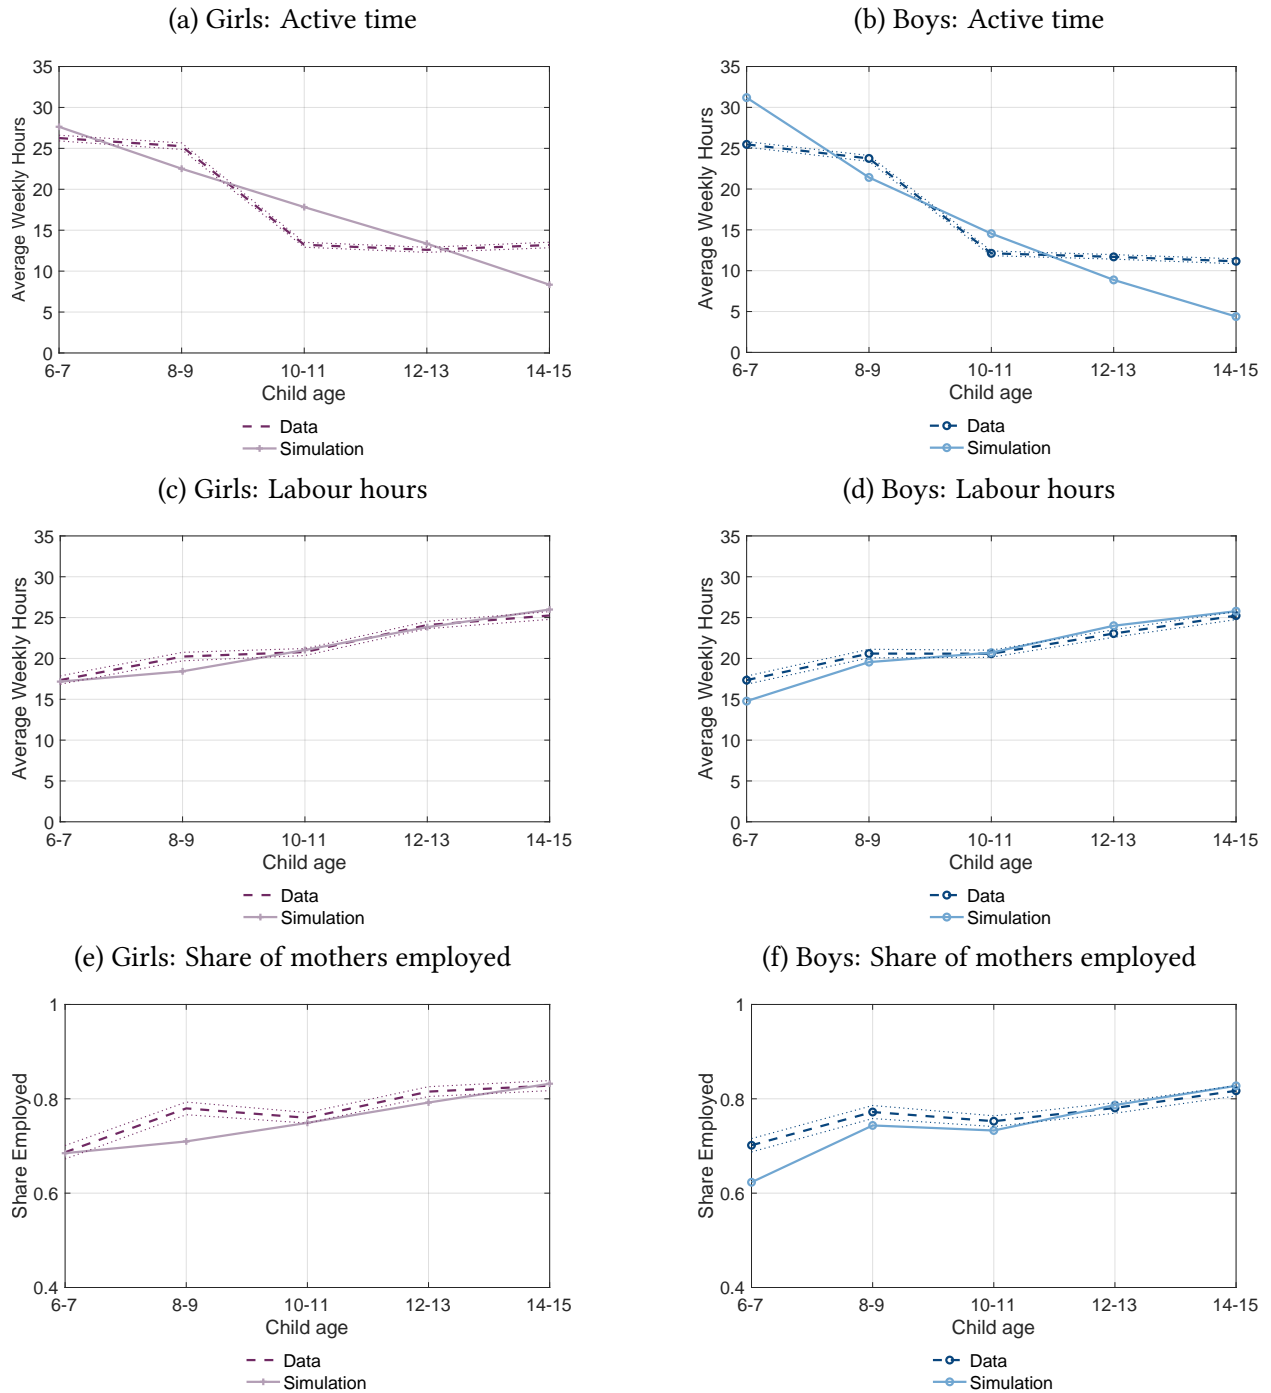 (a) Girls: Active time
35
30
25
20
15
10
5
0
Average Weekly Hours
6-7 8-9 10-11 12-13 14-15
Child age
Data
Simulation
(b) Boys: Active time
35
30
25
20
15
10
5
0
Average Weekly Hours
6-7 8-9 10-11 12-13 14-15
Child age
Data
Simulation
(c) Girls: Labour hours
35
30
25
20
15
10
5
0
Average Weekly Hours
6-7 8-9 10-11 12-13 14-15
Child age
Data
Simulation
(d) Boys: Labour hours
35
30
25
20
15
10
5
0
Average Weekly Hours
6-7 8-9 10-11 12-13 14-15
Child age
Data
Simulation
(e) Girls: Share of mothers employed
1
0.8
0.6
0.4
Share Employed
6-7 8-9 10-11 12-13 14-15
Child age
Data
Simulation
(f) Boys: Share of mothers employed
1
0.8
0.6
0.4
Share Employed
6-7 8-9 10-11 12-13 14-15
Child age
Data
Simulation